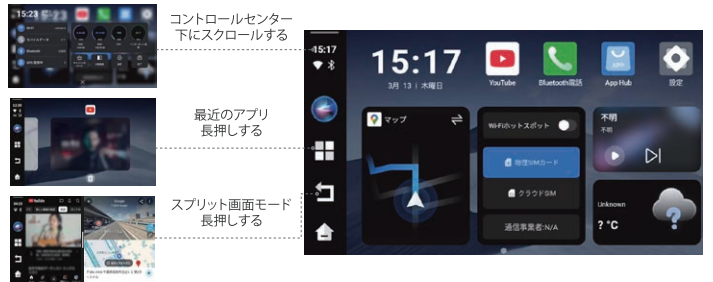 15:23
15:23
コントロールセンター
下にスクロールする
最近のアプリ
長押しする
スプリット画面モード
長押しする
15:17
15:17
3月 13 | 木曜日
YouTube
Bluetooth電話
App Hub
設定
マップ
Wi-Fiホットスポット
物理SIMカード
クラウドSIM
通信事業者:N/A
不明
不明
Unknown
? °C